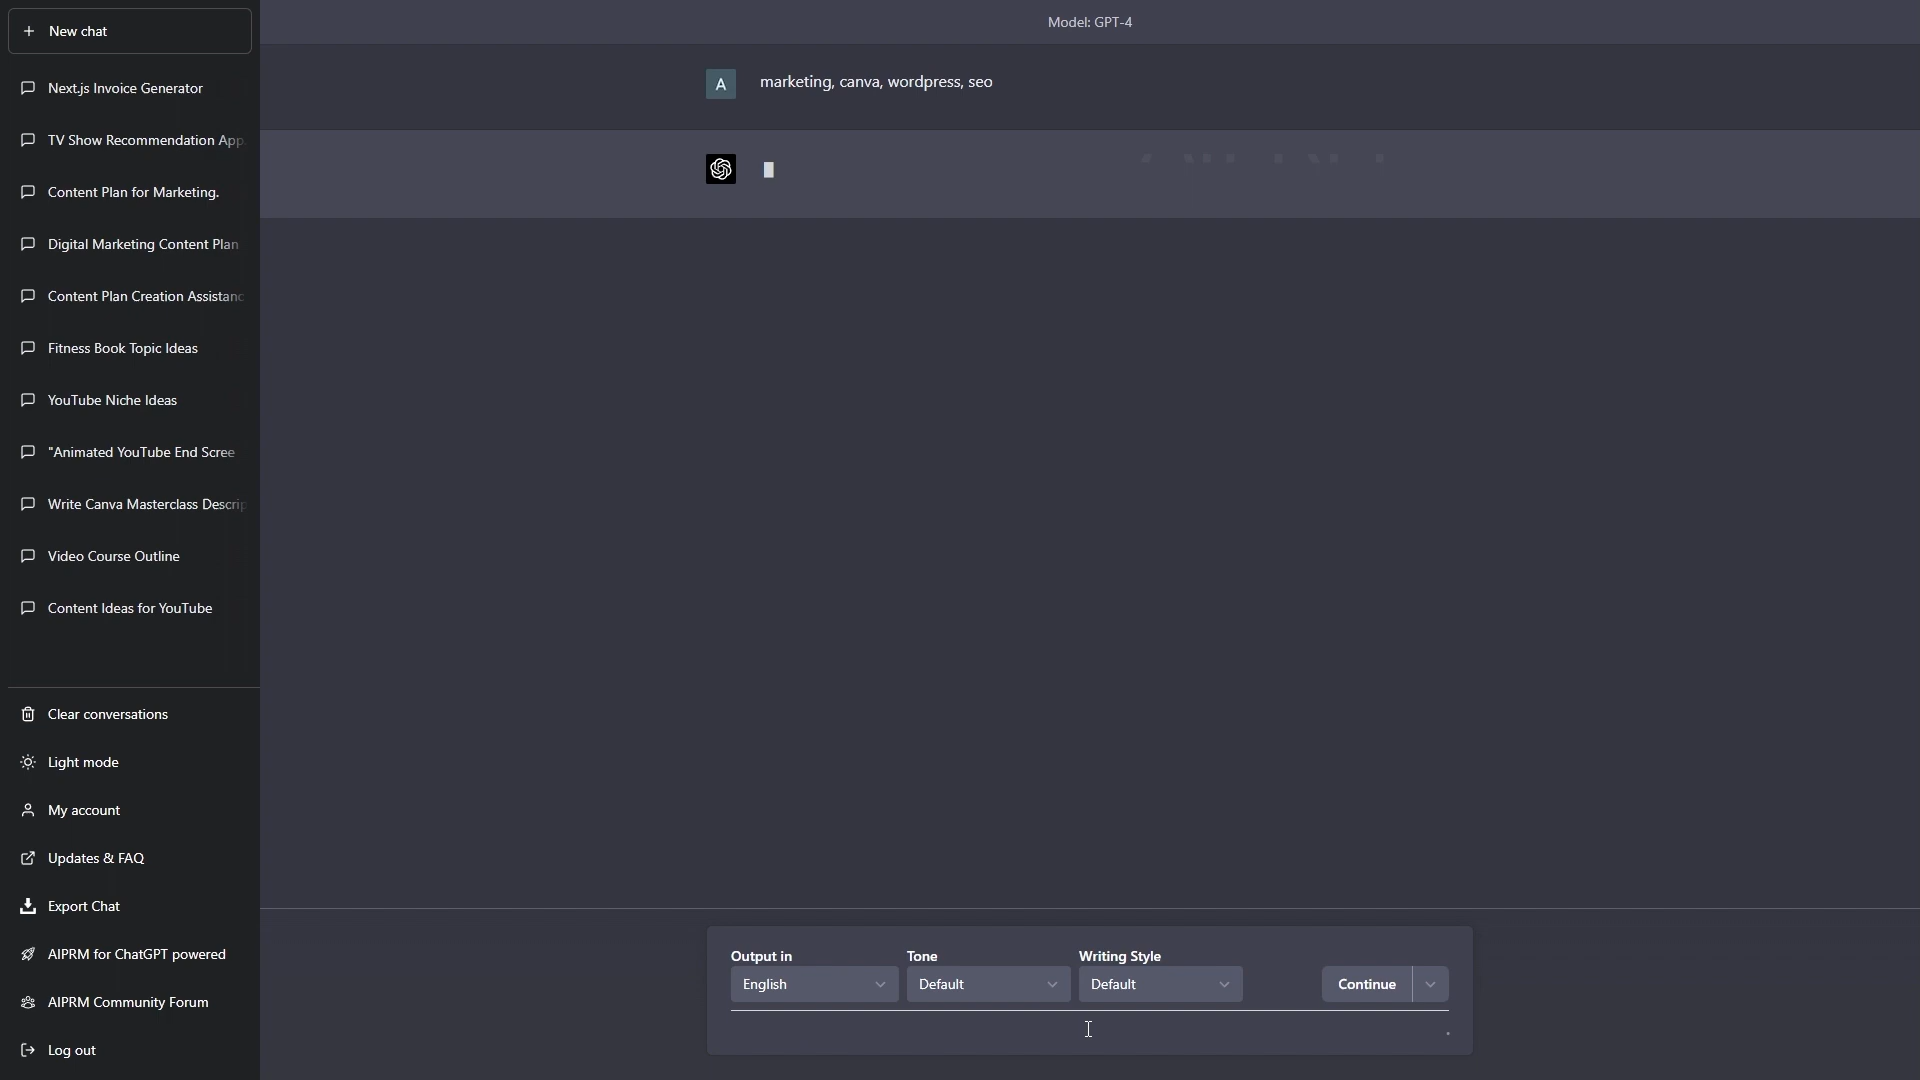 New chat
Next.js Invoice Generator
TV Show Recommendation App
Content Plan for Marketing.
Digital Marketing Content Plan
Content Plan Creation Assistanc
Fitness Book Topic Ideas
YouTube Niche Ideas
"Animated YouTube End Scree
Write Canva Masterclass Descrip
Video Course Outline
Content Ideas for YouTube
Clear conversations
Light mode
My account
Updates & FAQ
Export Chat
AIPRM for ChatGPT powered
AIPRM Community Forum
Log out
Model: GPT-4
A
marketing, canva, wordpress, seo
Output in
Tone
Writing Style
English
Default
Default
Continue